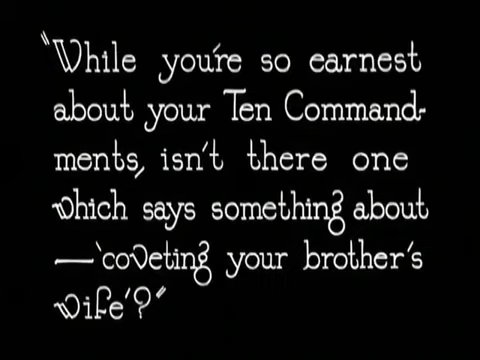 "While you're so earnest
about your Ten Command-
ments, isn't there one
which says something about
—'coveting your brother's
wife'?"